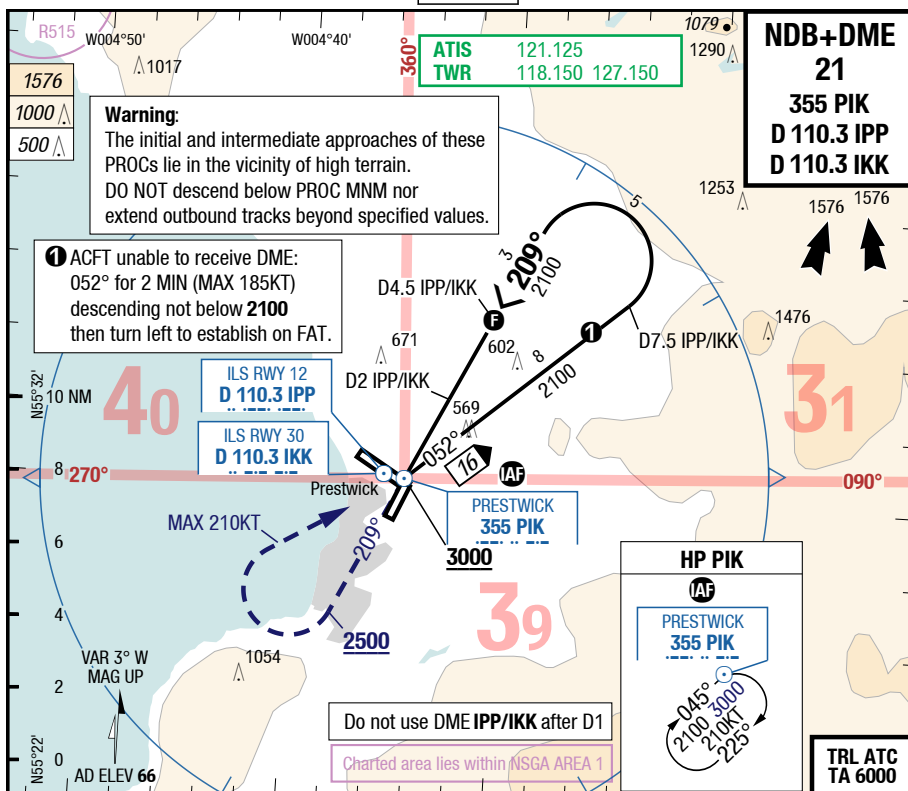 R515
W004°50'
W004°40'
1017
360°
ATIS 121.125
TWR 118.150 127.150
1079
1290
NDB+DME
21
355 PIK
D 110.3 IPP
D 110.3 IKK
1576
1000
500
Warning:
The initial and intermediate approaches of these
PROCs lie in the vicinity of high terrain.
DO NOT descend below PROC MNM nor
extend outbound tracks beyond specified values.
1253
1576
1576
5
3
209°
2100
1 ACFT unable to receive DME:
052° for 2 MIN (MAX 185KT)
descending not below 2100
then turn left to establish on FAT.
D4.5 IPP/IKK
F
1
D7.5 IPP/IKK
1476
671
602
8
2100
D2 IPP/IKK
569
N55°32'
10 NM
40
31
ILS RWY 12
D 110.3 IPP
ILS RWY 30
D 110.3 IKK
052°
16
IAF
8
270°
090°
Prestwick
PRESTWICK
355 PIK
MAX 210KT
209°
3000
6
39
HP PIK
IAF
PRESTWICK
355 PIK
4
2500
1054
VAR 3° W
MAG UP
2
045°
2100 3000
210KT
225°
Do not use DME IPP/IKK after D1
Charted area lies within NSGA AREA 1
N55°22'
0
AD ELEV 66
TRL ATC
TA 6000